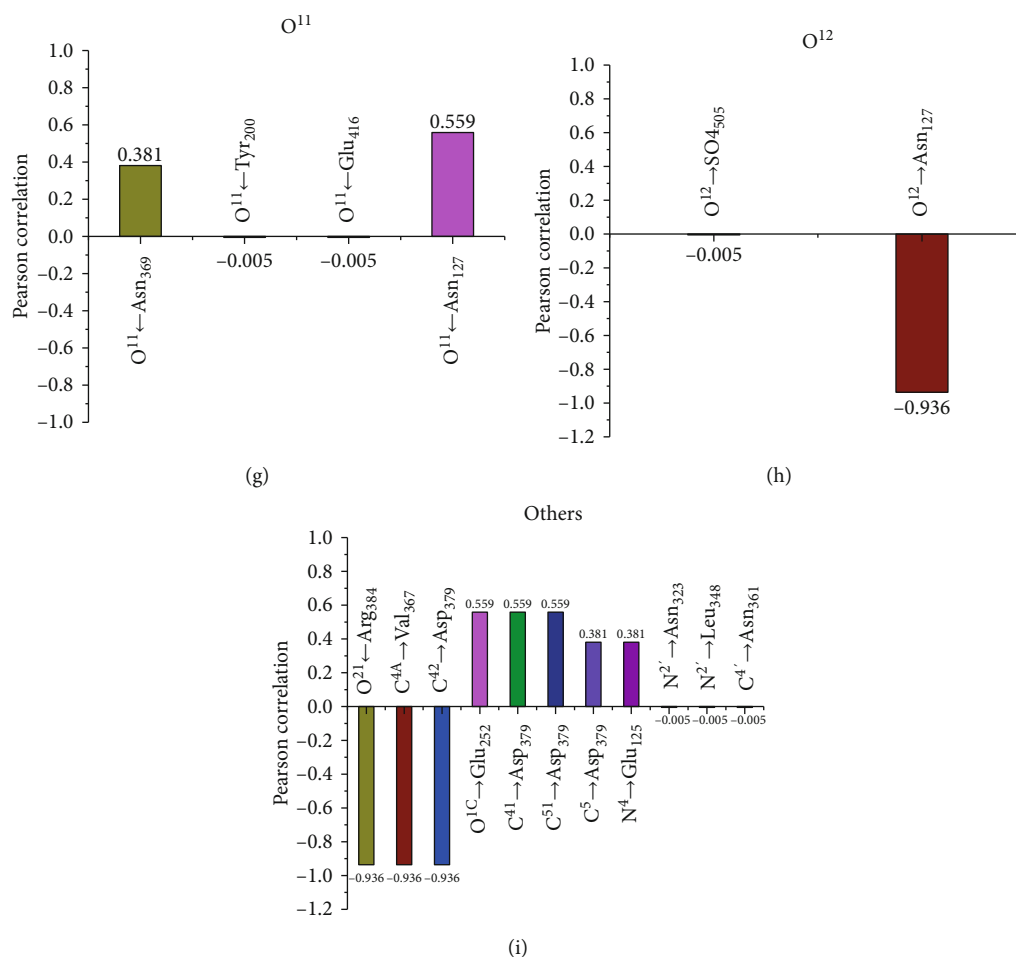 O¹¹
1.0
0.8
0.6
0.4
0.2
0.0
−0.2
−0.4
−0.6
−0.8
−1.0
Pearson correlation
0.381
O¹¹←Asn₃₆₉
O¹¹←Tyr₂₀₀
−0.005
O¹¹←Glu₄₁₆
−0.005
0.559
O¹¹←Asn₁₂₇
(g)
O¹²
1.0
0.8
0.6
0.4
0.2
0.0
−0.2
−0.4
−0.6
−0.8
−1.0
−1.2
Pearson correlation
O¹²→SO4₅₀₅
−0.005
O¹²→Asn₁₂₇
−0.936
(h)
Others
1.0
0.8
0.6
0.4
0.2
0.0
−0.2
−0.4
−0.6
−0.8
−1.0
−1.2
Pearson correlation
O²¹←Arg₃₈₄
−0.936
C⁴ᴬ→Val₃₆₇
−0.936
C⁴²→Asp₃₇₉
−0.936
0.559
O¹ᶜ→Glu₂₅₂
0.559
C⁴¹→Asp₃₇₉
0.559
C⁵¹→Asp₃₇₉
0.381
C⁵→Asp₃₇₉
0.381
N⁴→Glu₁₂₅
N²′→Asn₃₂₃
−0.005
N²′→Leu₃₄₈
−0.005
C⁴′→Asn₃₆₁
−0.005
(i)